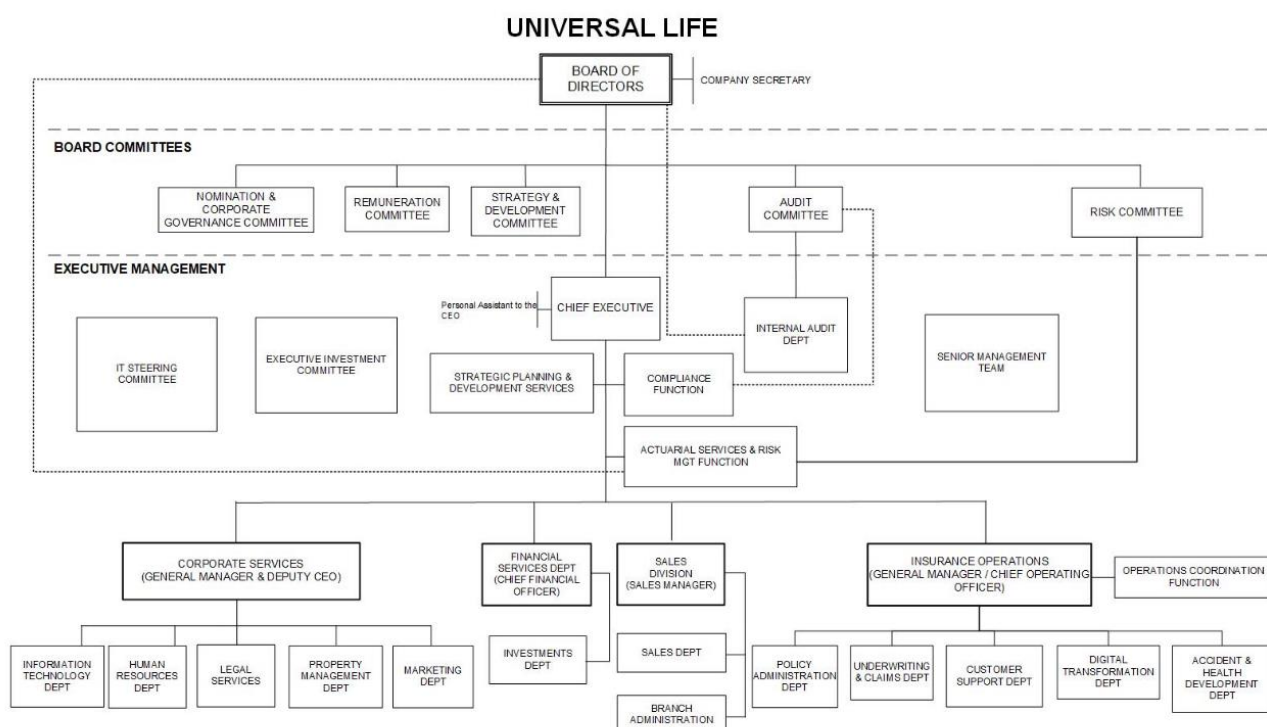 UNIVERSAL LIFE
BOARD OF
DIRECTORS
COMPANY SECRETARY
BOARD COMMITTEES
NOMINATION &
CORPORATE
GOVERNANCE COMMITTEE
REMUNERATION
COMMITTEE
STRATEGY &
DEVELOPMENT
COMMITTEE
AUDIT
COMMITTEE
RISK COMMITTEE
EXECUTIVE MANAGEMENT
Personal Assistant to the
CEO
CHIEF EXECUTIVE
INTERNAL AUDIT
DEPT
IT STEERING
COMMITTEE
EXECUTIVE INVESTMENT
COMMITTEE
STRATEGIC PLANNING &
DEVELOPMENT SERVICES
COMPLIANCE
FUNCTION
SENIOR MANAGEMENT
TEAM
ACTUARIAL SERVICES & RISK
MGT FUNCTION
CORPORATE SERVICES
(GENERAL MANAGER & DEPUTY CEO)
FINANCIAL
SERVICES DEPT
(CHIEF FINANCIAL
OFFICER)
SALES
DIVISION
(SALES MANAGER)
INSURANCE OPERATIONS
(GENERAL MANAGER / CHIEF OPERATING
OFFICER)
OPERATIONS COORDINATION
FUNCTION
INFORMATION
TECHNOLOGY
DEPT
HUMAN
RESOURCES
DEPT
LEGAL
SERVICES
PROPERTY
MANAGEMENT
DEPT
MARKETING
DEPT
INVESTMENTS
DEPT
SALES DEPT
BRANCH
ADMINISTRATION
POLICY
ADMINISTRATION
DEPT
UNDERWRITING
& CLAIMS DEPT
CUSTOMER
SUPPORT DEPT
DIGITAL
TRANSFORMATION
DEPT
ACCIDENT &
HEALTH
DEVELOPMENT
DEPT